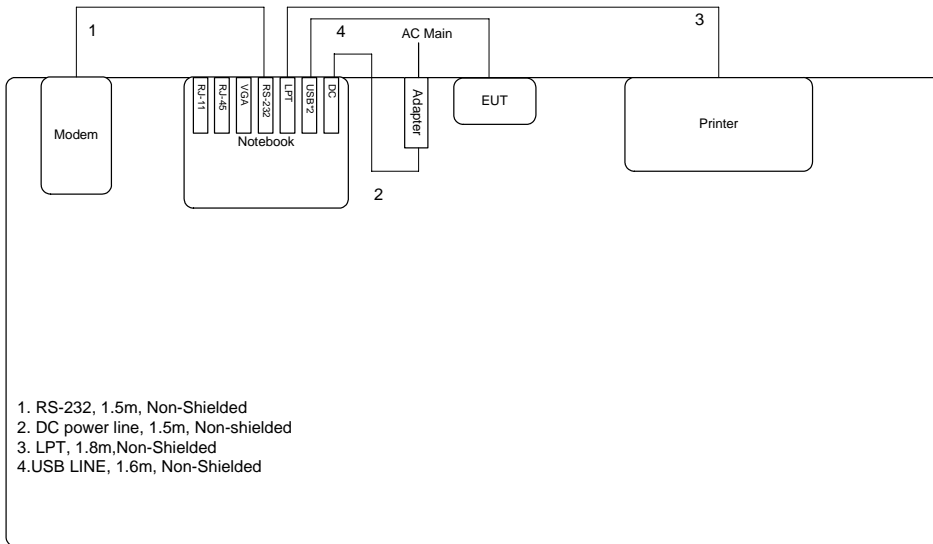 1
4
3
AC Main
RJ-11
RJ-45
VGA
RS-232
LPT
USB*2
DC
Adapter
EUT
Modem
Notebook
Printer
2
1. RS-232, 1.5m, Non-Shielded
2. DC power line, 1.5m, Non-shielded
3. LPT, 1.8m,Non-Shielded
4.USB LINE, 1.6m, Non-Shielded